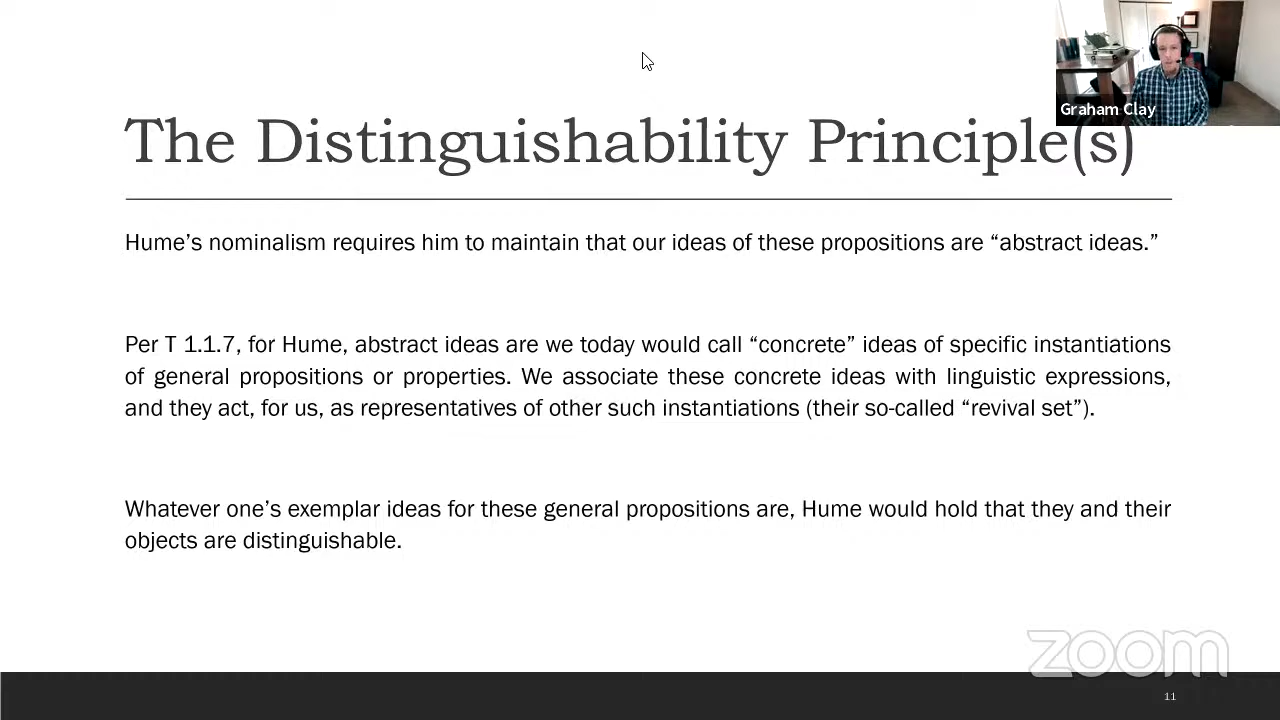 Graham Clay
The Distinguishability Principle(s)
Hume’s nominalism requires him to maintain that our ideas of these propositions are “abstract ideas.”
Per T 1.1.7, for Hume, abstract ideas are we today would call “concrete” ideas of specific instantiations
of general propositions or properties. We associate these concrete ideas with linguistic expressions,
and they act, for us, as representatives of other such instantiations (their so-called “revival set”).
Whatever one’s exemplar ideas for these general propositions are, Hume would hold that they and their
objects are distinguishable.
zoom
11